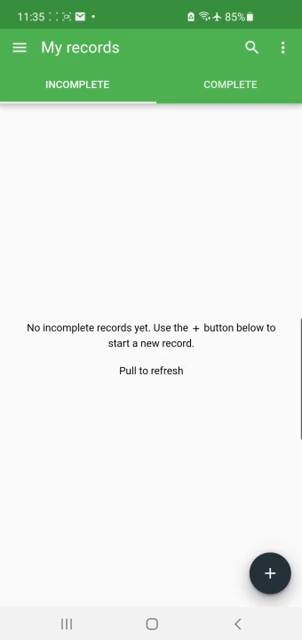 11:35
85%
My records
INCOMPLETE
COMPLETE
No incomplete records yet. Use the + button below to
start a new record.
Pull to refresh
+